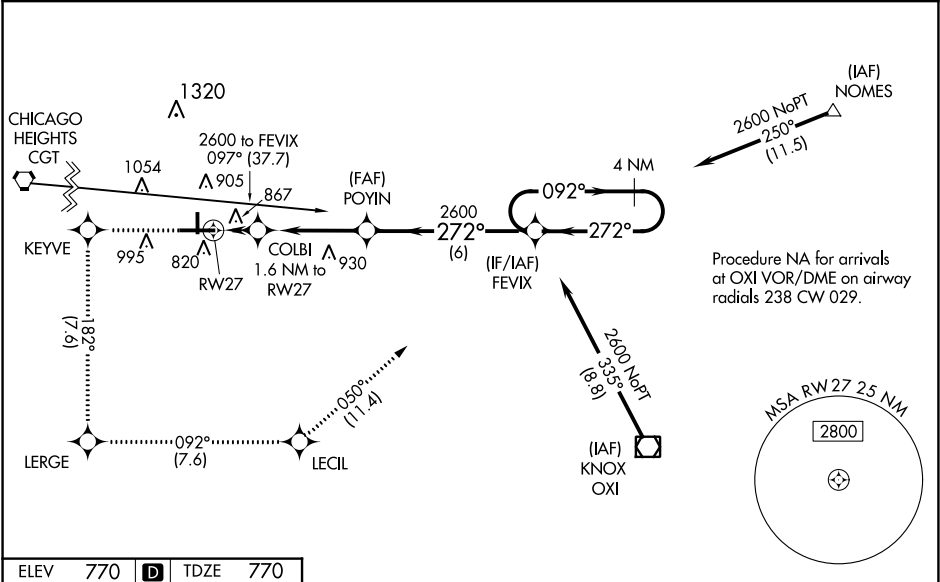 1320
CHICAGO
HEIGHTS
CGT
2600 to FEVIX
097° (37.7)
1054
905
867
(FAF)
POYIN
4 NM
092°
272°
2600 NoPT
250°
(11.5)
(IAF)
NOMES
KEYVE
995
820
RW27
COLBI
1.6 NM to
RW27
930
2600
272°
(6)
(IF/IAF)
FEVIX
Procedure NA for arrivals
at OXI VOR/DME on airway
radials 238 CW 029.
182°
(7.6)
2600 NoPT
335°
(8.8)
050°
(11.4)
LERGE
092°
(7.6)
LECIL
(IAF)
KNOX
OXI
MSA RW 27 25 NM
2800
ELEV 770 D TDZE 770